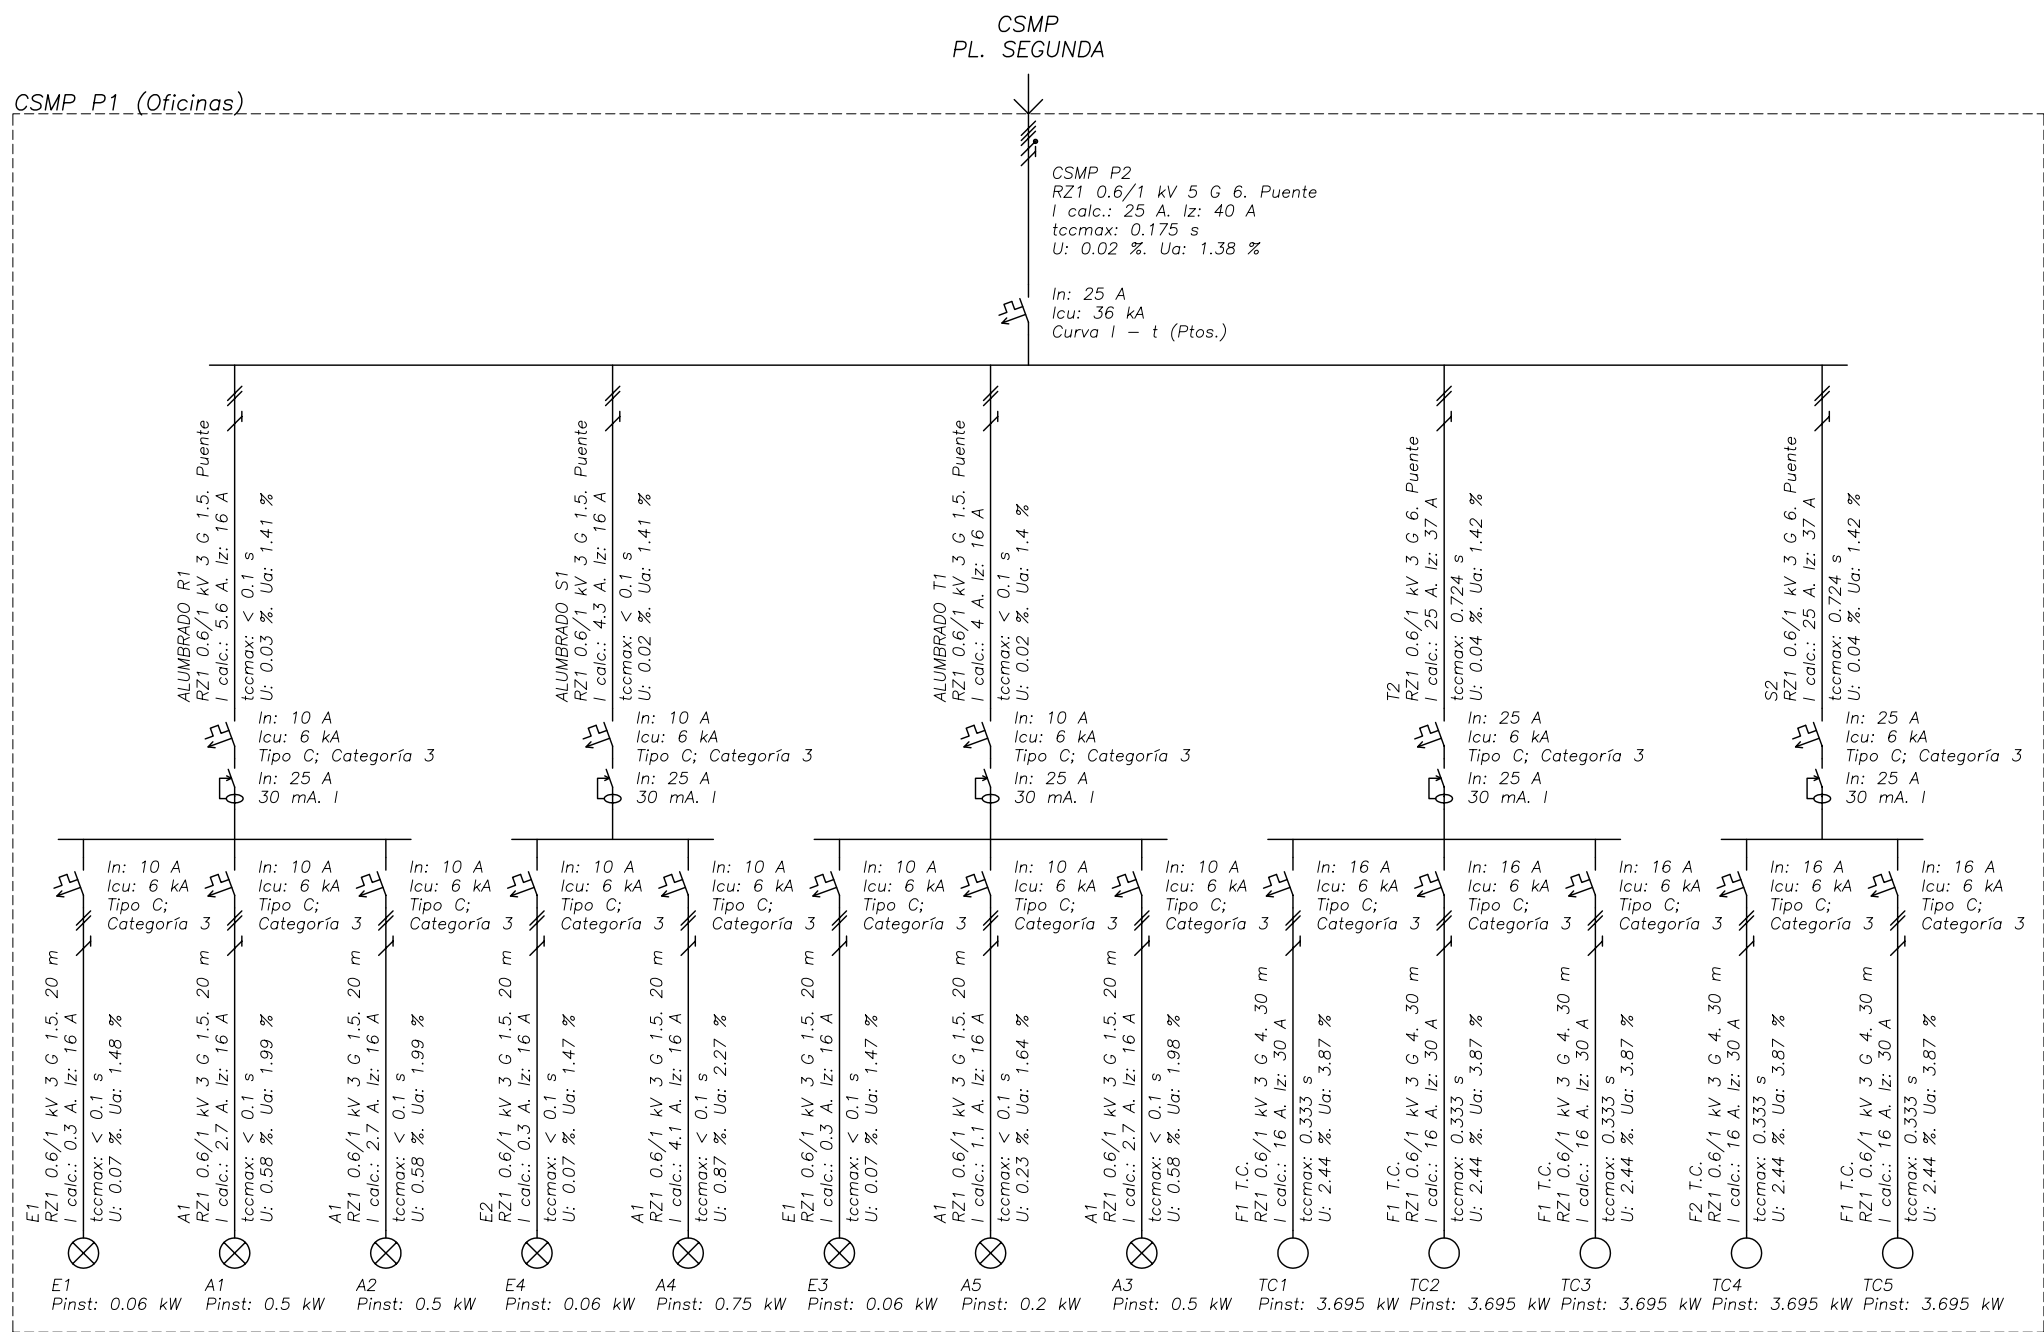 CSMP
PL. SEGUNDA
CSMP P1 (Oficinas)
CSMP P2
RZ1 0.6/1 kV 5 G 6. Puente
I calc.: 25 A. Iz: 40 A
tccmax: 0.175 s
U: 0.02 %. Ua: 1.38 %
In: 25 A
Icu: 36 kA
Curva I - t (Ptos.)
ALUMBRADO R1
RZ1 0.6/1 kV 3 G 1.5. Puente
I calc.: 5.6 A. Iz: 16 A
tccmax: < 0.1 s
U: 0.03 %. Ua: 1.41 %
In: 10 A
Icu: 6 kA
Tipo C; Categoría 3
In: 25 A
30 mA. I
ALUMBRADO S1
RZ1 0.6/1 kV 3 G 1.5. Puente
I calc.: 4.3 A. Iz: 16 A
tccmax: < 0.1 s
U: 0.02 %. Ua: 1.41 %
In: 10 A
Icu: 6 kA
Tipo C; Categoría 3
In: 25 A
30 mA. I
ALUMBRADO T1
RZ1 0.6/1 kV 3 G 1.5. Puente
I calc.: 4 A. Iz: 16 A
tccmax: < 0.1 s
U: 0.02 %. Ua: 1.4 %
In: 10 A
Icu: 6 kA
Tipo C; Categoría 3
In: 25 A
30 mA. I
T2
RZ1 0.6/1 kV 3 G 6. Puente
I calc.: 25 A. Iz: 37 A
tccmax: 0.724 s
U: 0.04 %. Ua: 1.42 %
In: 25 A
Icu: 6 kA
Tipo C; Categoría 3
In: 25 A
30 mA. I
S2
RZ1 0.6/1 kV 3 G 6. Puente
I calc.: 25 A. Iz: 37 A
tccmax: 0.724 s
U: 0.04 %. Ua: 1.42 %
In: 25 A
Icu: 6 kA
Tipo C; Categoría 3
In: 25 A
30 mA. I
In: 10 A
Icu: 6 kA
Tipo C;
Categoría 3
E1
RZ1 0.6/1 kV 3 G 1.5. 20 m
I calc.: 0.3 A. Iz: 16 A
tccmax: < 0.1 s
U: 0.07 %. Ua: 1.48 %
E1
Pinst: 0.06 kW
In: 10 A
Icu: 6 kA
Tipo C;
Categoría 3
A1
RZ1 0.6/1 kV 3 G 1.5. 20 m
I calc.: 2.7 A. Iz: 16 A
tccmax: < 0.1 s
U: 0.58 %. Ua: 1.99 %
A1
Pinst: 0.5 kW
In: 10 A
Icu: 6 kA
Tipo C;
Categoría 3
A1
RZ1 0.6/1 kV 3 G 1.5. 20 m
I calc.: 2.7 A. Iz: 16 A
tccmax: < 0.1 s
U: 0.58 %. Ua: 1.99 %
A2
Pinst: 0.5 kW
In: 10 A
Icu: 6 kA
Tipo C;
Categoría 3
E2
RZ1 0.6/1 kV 3 G 1.5. 20 m
I calc.: 0.3 A. Iz: 16 A
tccmax: < 0.1 s
U: 0.07 %. Ua: 1.47 %
E4
Pinst: 0.06 kW
In: 10 A
Icu: 6 kA
Tipo C;
Categoría 3
A1
RZ1 0.6/1 kV 3 G 1.5. 20 m
I calc.: 4.1 A. Iz: 16 A
tccmax: < 0.1 s
U: 0.87 %. Ua: 2.27 %
A4
Pinst: 0.75 kW
In: 10 A
Icu: 6 kA
Tipo C;
Categoría 3
E1
RZ1 0.6/1 kV 3 G 1.5. 20 m
I calc.: 0.3 A. Iz: 16 A
tccmax: < 0.1 s
U: 0.07 %. Ua: 1.47 %
E3
Pinst: 0.06 kW
In: 10 A
Icu: 6 kA
Tipo C;
Categoría 3
A1
RZ1 0.6/1 kV 3 G 1.5. 20 m
I calc.: 1.1 A. Iz: 16 A
tccmax: < 0.1 s
U: 0.23 %. Ua: 1.64 %
A5
Pinst: 0.2 kW
In: 10 A
Icu: 6 kA
Tipo C;
Categoría 3
A1
RZ1 0.6/1 kV 3 G 1.5. 20 m
I calc.: 2.7 A. Iz: 16 A
tccmax: < 0.1 s
U: 0.58 %. Ua: 1.98 %
A3
Pinst: 0.5 kW
In: 16 A
Icu: 6 kA
Tipo C;
Categoría 3
F1 T.C.
RZ1 0.6/1 kV 3 G 4. 30 m
I calc.: 16 A. Iz: 30 A
tccmax: 0.333 s
U: 2.44 %. Ua: 3.87 %
TC1
Pinst: 3.695 kW
In: 16 A
Icu: 6 kA
Tipo C;
Categoría 3
F1 T.C.
RZ1 0.6/1 kV 3 G 4. 30 m
I calc.: 16 A. Iz: 30 A
tccmax: 0.333 s
U: 2.44 %. Ua: 3.87 %
TC2
Pinst: 3.695 kW
In: 16 A
Icu: 6 kA
Tipo C;
Categoría 3
F1 T.C.
RZ1 0.6/1 kV 3 G 4. 30 m
I calc.: 16 A. Iz: 30 A
tccmax: 0.333 s
U: 2.44 %. Ua: 3.87 %
TC3
Pinst: 3.695 kW
In: 16 A
Icu: 6 kA
Tipo C;
Categoría 3
F2 T.C.
RZ1 0.6/1 kV 3 G 4. 30 m
I calc.: 16 A. Iz: 30 A
tccmax: 0.333 s
U: 2.44 %. Ua: 3.87 %
TC4
Pinst: 3.695 kW
In: 16 A
Icu: 6 kA
Tipo C;
Categoría 3
F1 T.C.
RZ1 0.6/1 kV 3 G 4. 30 m
I calc.: 16 A. Iz: 30 A
tccmax: 0.333 s
U: 2.44 %. Ua: 3.87 %
TC5
Pinst: 3.695 kW